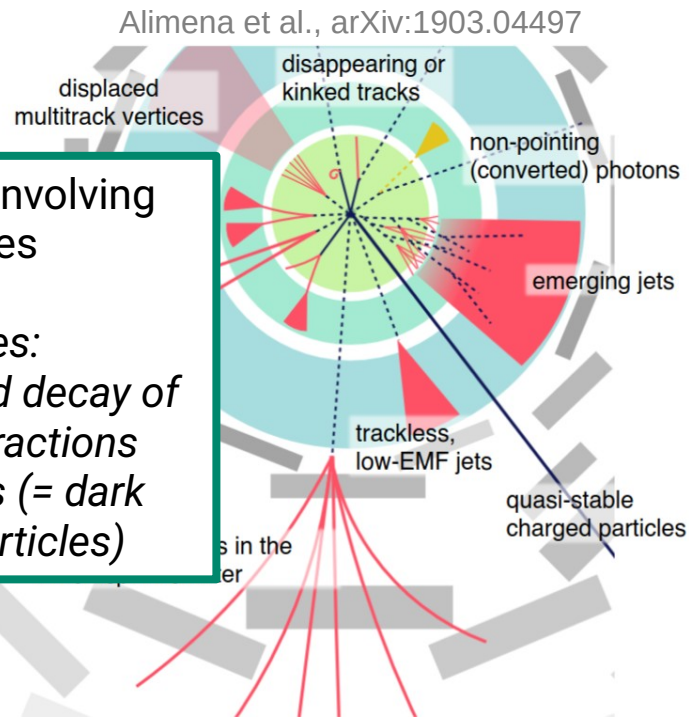 Alimena et al., arXiv:1903.04497
disappearing or
kinked tracks
displaced
multitrack vertices
non-pointing
(converted) photons
nvolving
es
es:
d decay of
ractions
s (= dark
rticles)
emerging jets
trackless,
low-EMF jets
quasi-stable
charged particles
s in the
er